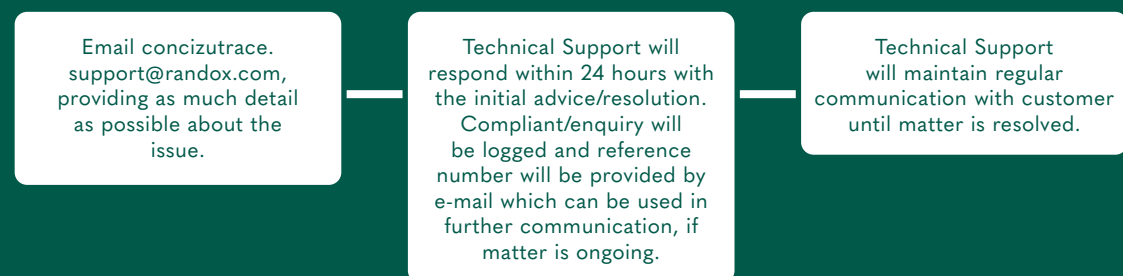 Email concizutrace.
support@randox.com,
providing as much detail
as possible about the
issue.
Technical Support will
respond within 24 hours with
the initial advice/resolution.
Compliant/enquiry will
be logged and reference
number will be provided by
e-mail which can be used in
further communication, if
matter is ongoing.
Technical Support
will maintain regular
communication with customer
until matter is resolved.